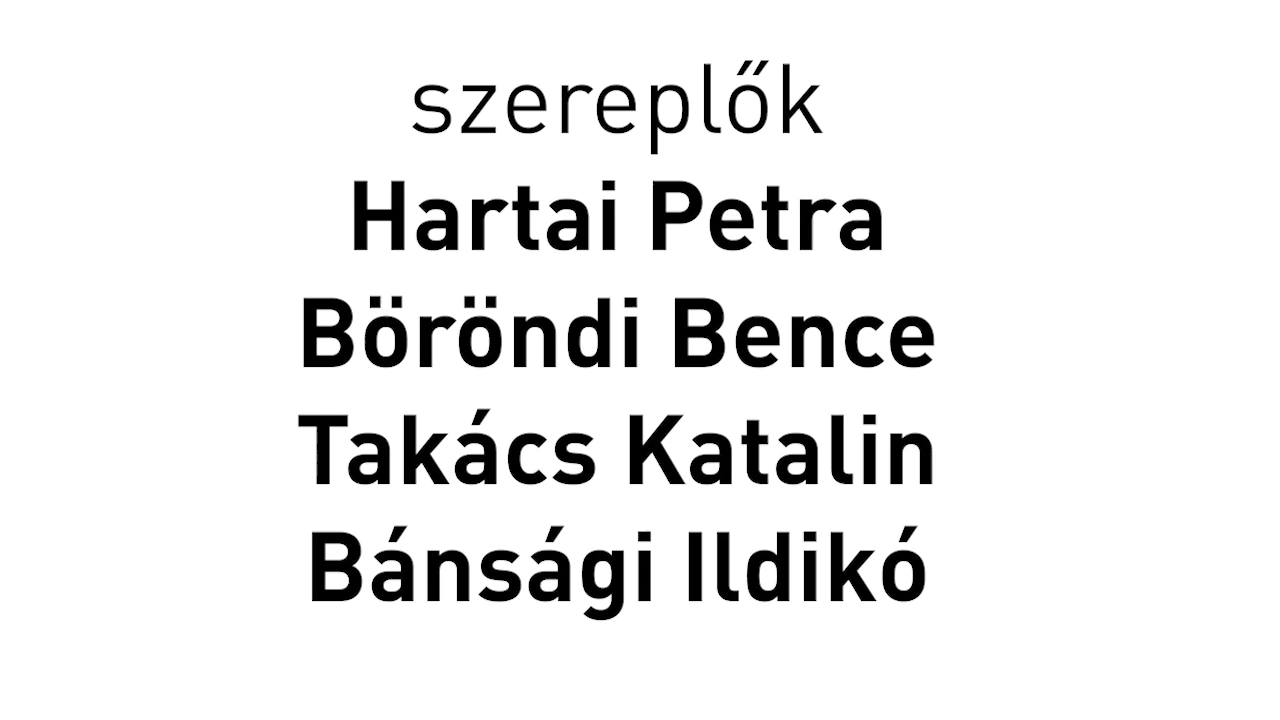 szereplők
Hartai Petra
Böröndi Bence
Takács Katalin
Bánsági Ildikó